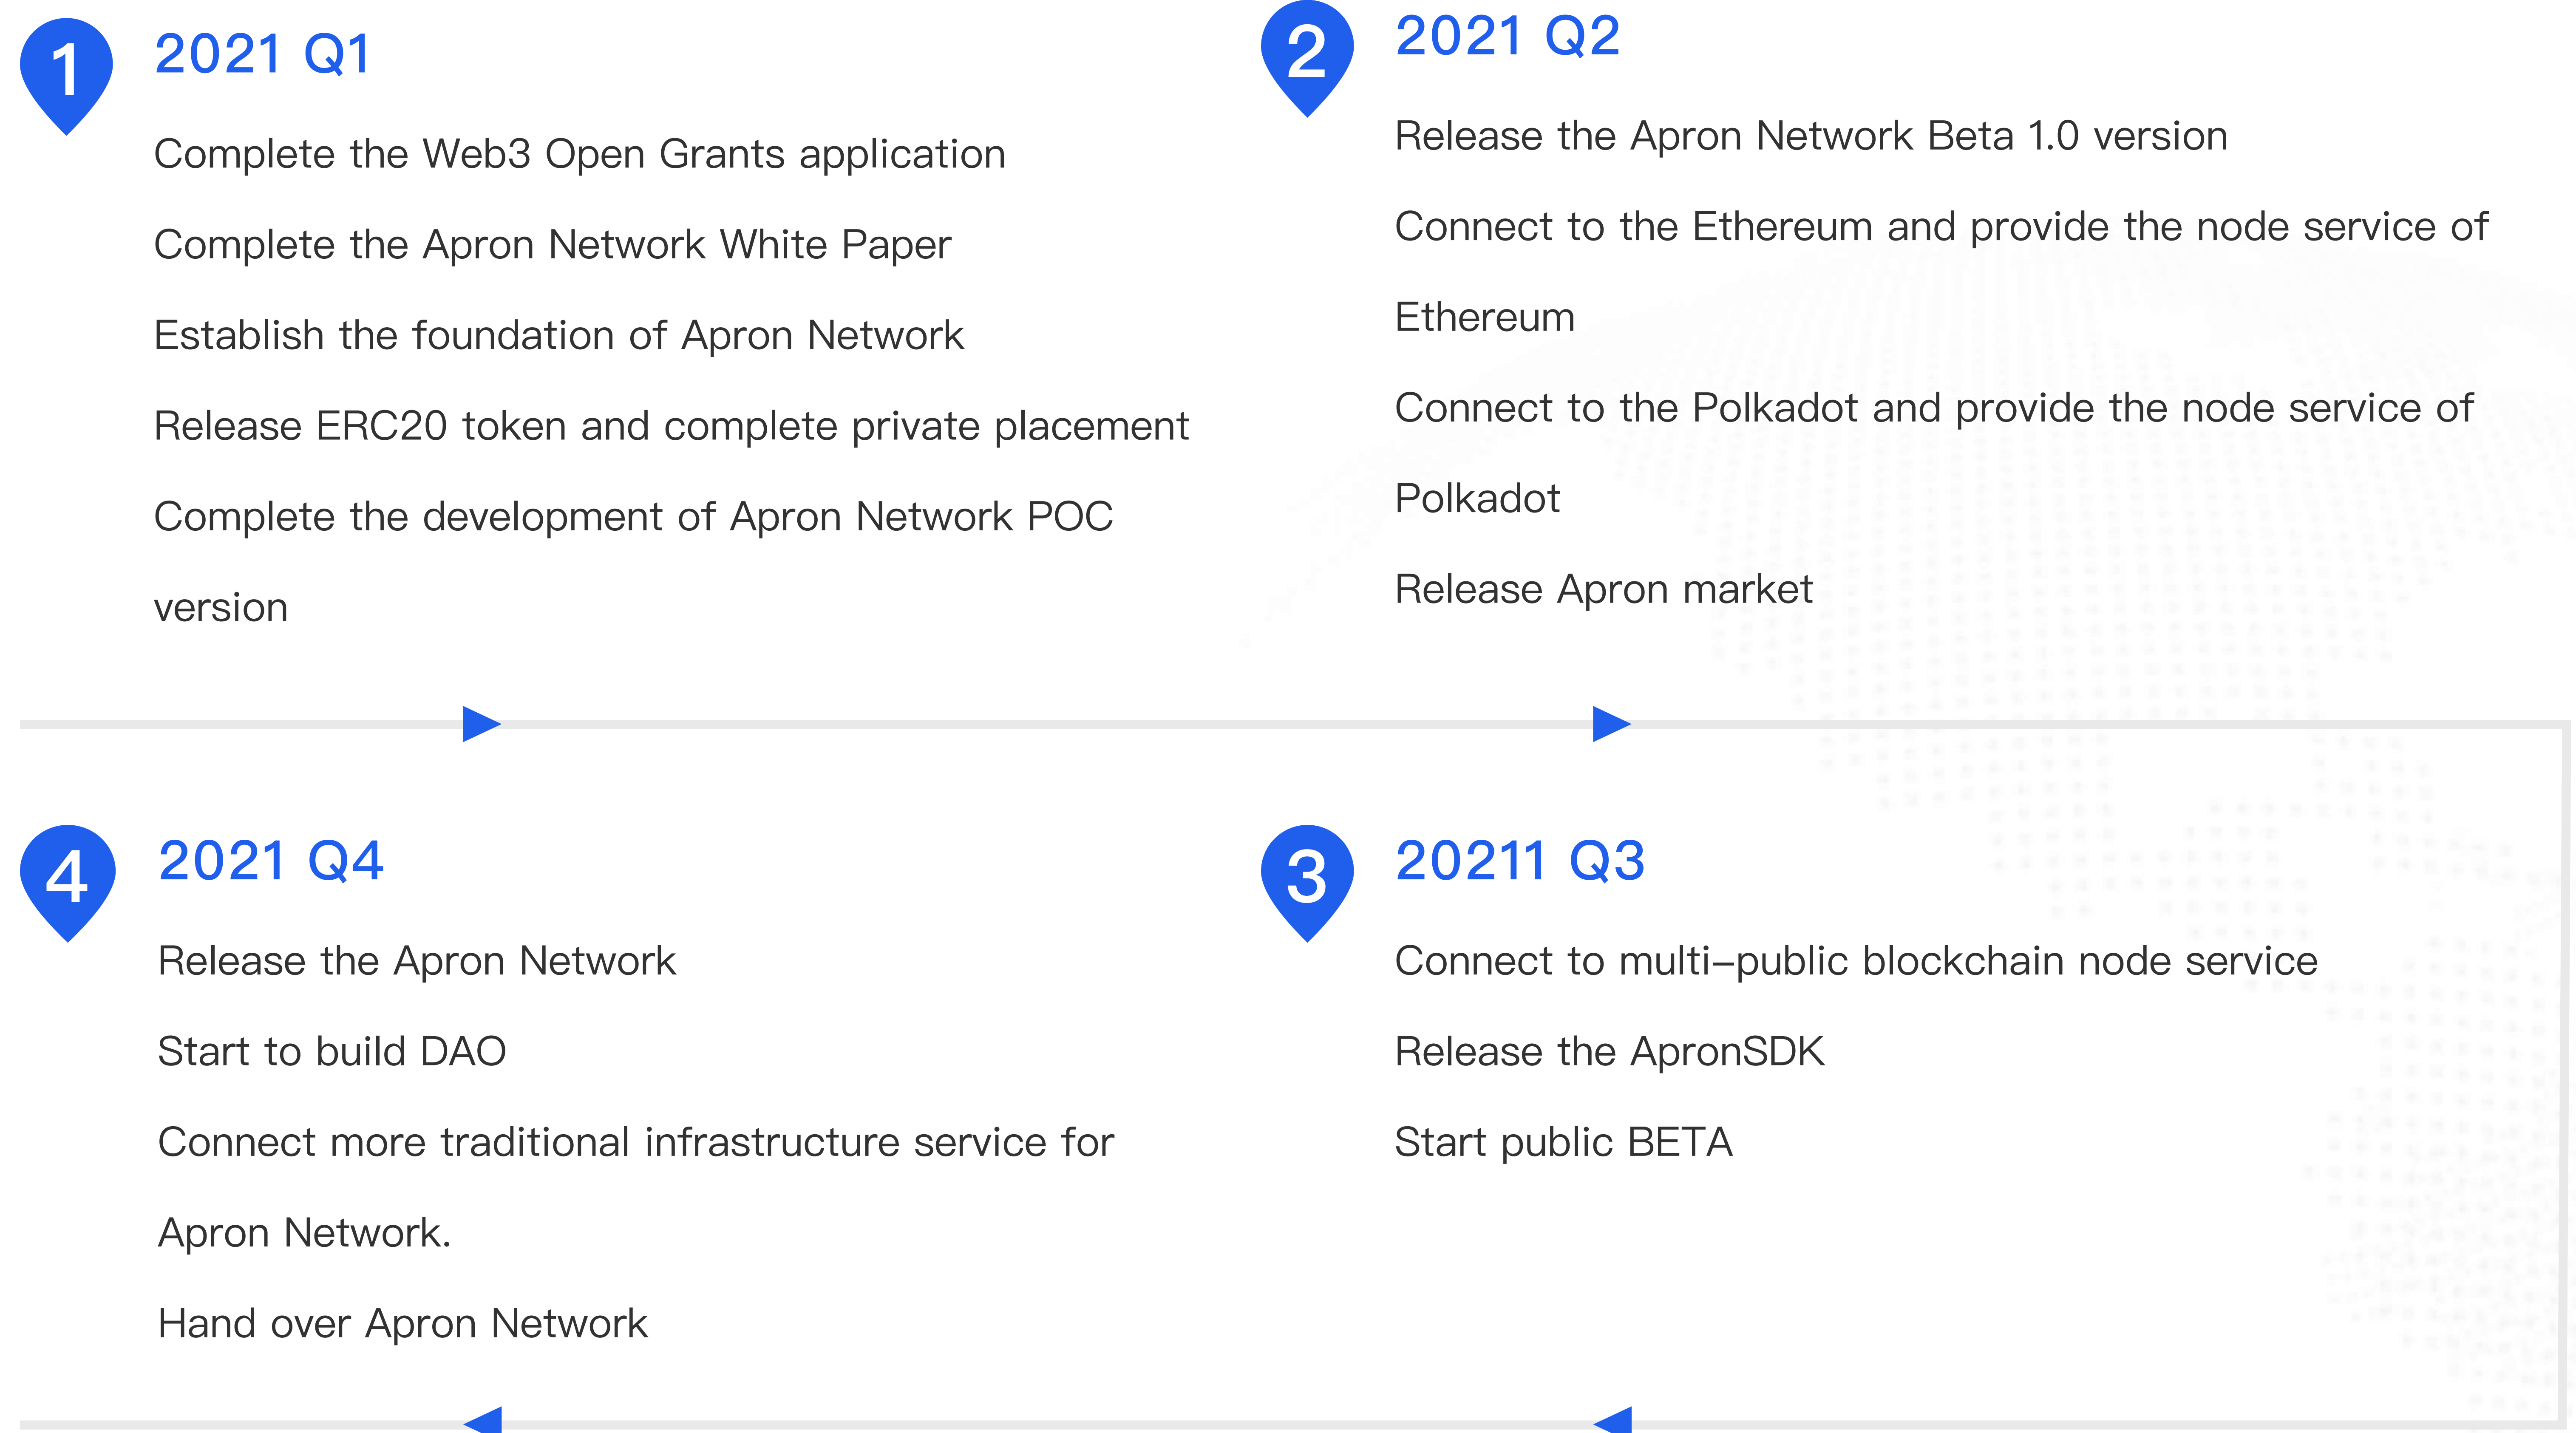 1
2021 Q1
Complete the Web3 Open Grants application
Complete the Apron Network White Paper
Establish the foundation of Apron Network
Release ERC20 token and complete private placement
Complete the development of Apron Network POC
version
2
2021 Q2
Release the Apron Network Beta 1.0 version
Connect to the Ethereum and provide the node service of
Ethereum
Connect to the Polkadot and provide the node service of
Polkadot
Release Apron market
3
20211 Q3
Connect to multi–public blockchain node service
Release the ApronSDK
Start public BETA
4
2021 Q4
Release the Apron Network
Start to build DAO
Connect more traditional infrastructure service for
Apron Network.
Hand over Apron Network